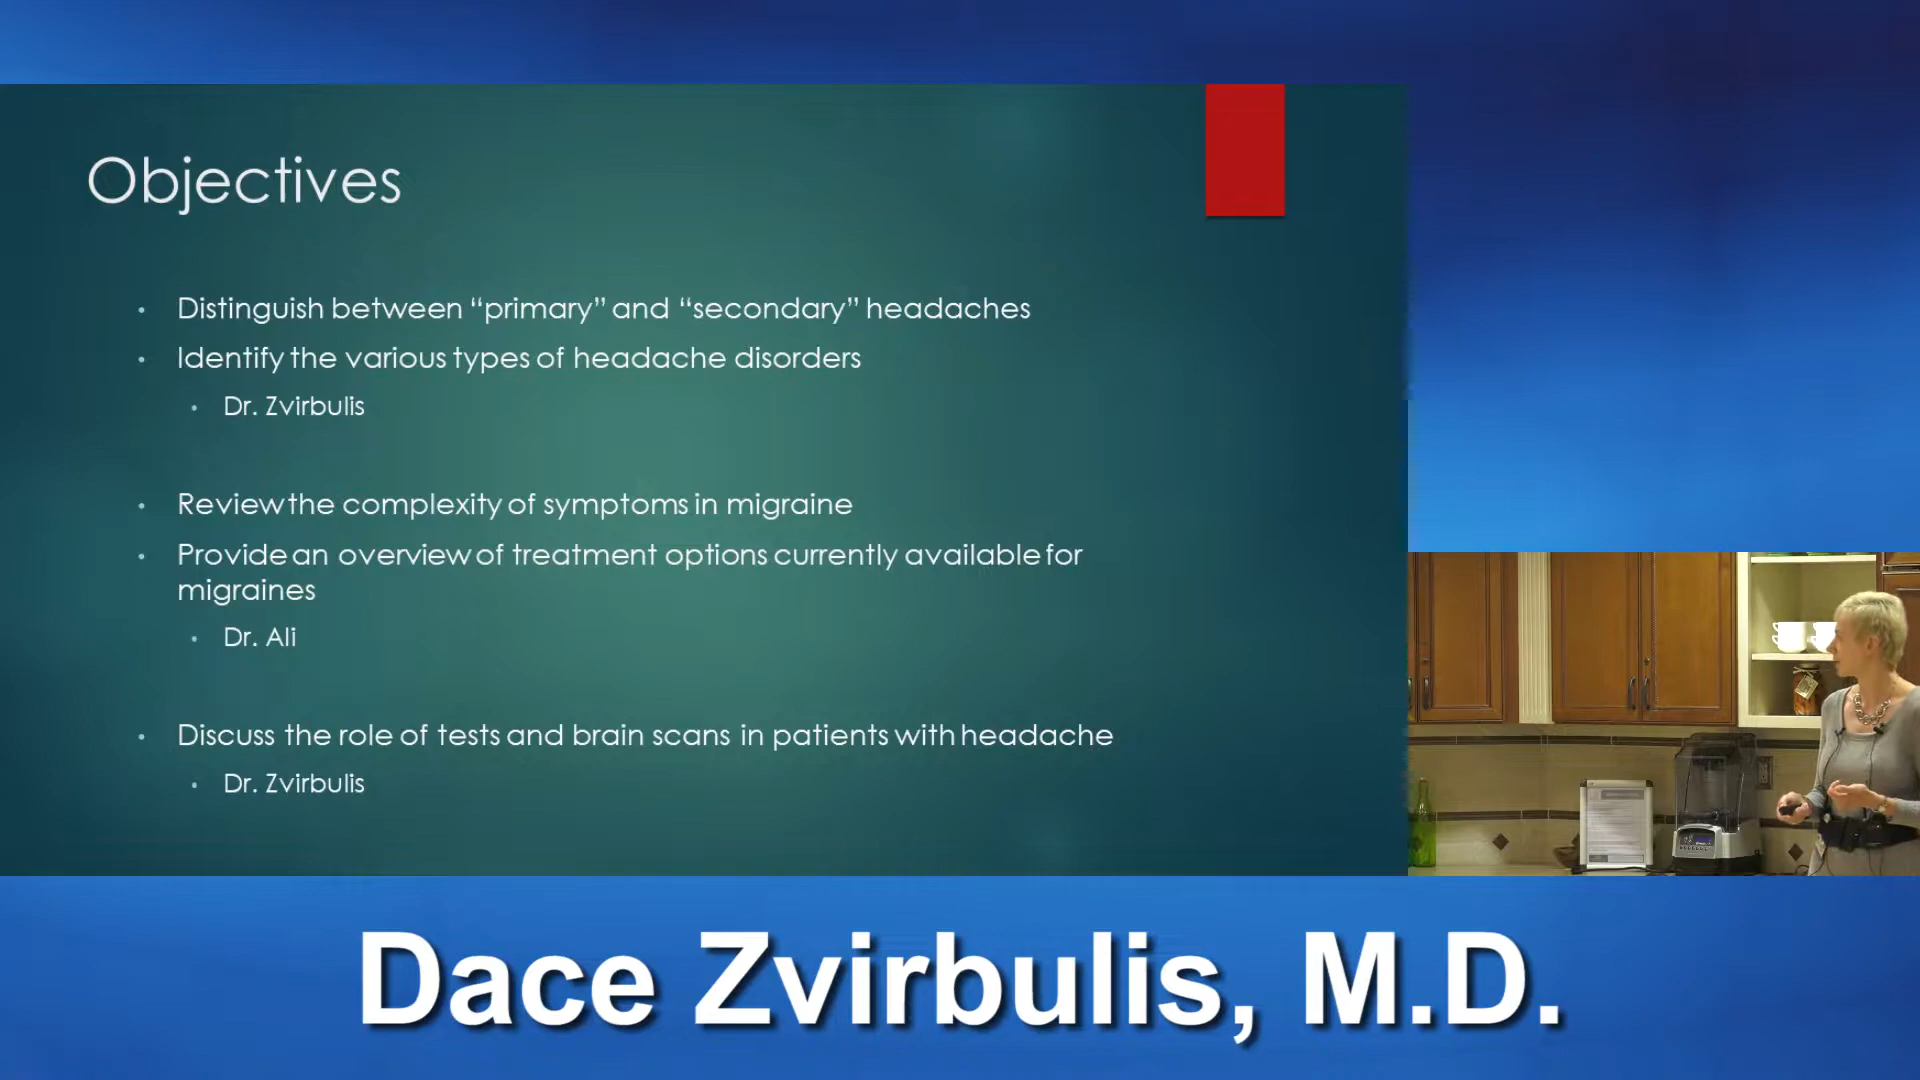 Objectives
Distinguish between “primary” and “secondary” headaches
Identify the various types of headache disorders
Dr. Zvirbulis
Review the complexity of symptoms in migraine
Provide an overview of treatment options currently available for
migraines
Dr. Ali
Discuss the role of tests and brain scans in patients with headache
Dr. Zvirbulis
Dace Zvirbulis, M.D.